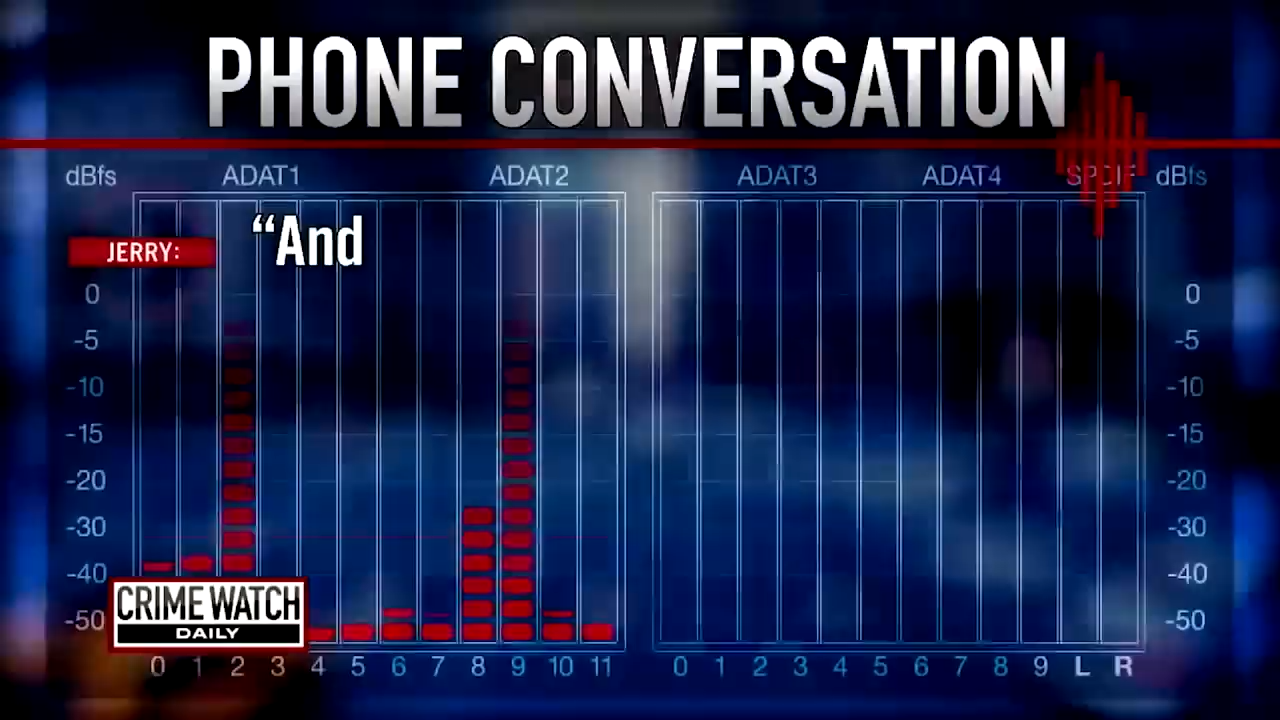 PHONE CONVERSATION
dBfs ADAT1 ADAT2 ADAT3 ADAT4 SPDIF dBfs
JERRY: “And
0 0
-5 -5
-10 -10
-15 -15
-20 -20
-30 -30
-40 -40
-50 -50
CRIME WATCH
DAILY
0 1 2 3 4 5 6 7 8 9 10 11 0 1 2 3 4 5 6 7 8 9 L R